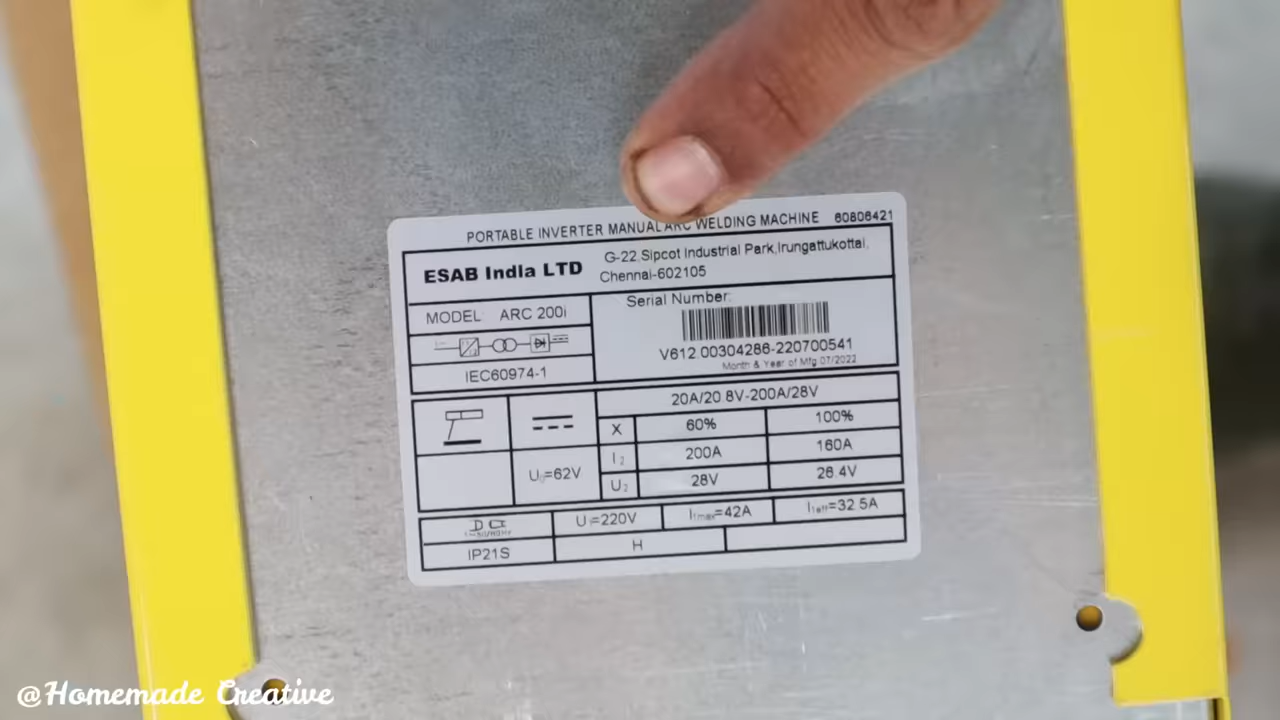 PORTABLE INVERTER MANUAL ARC WELDING MACHINE 60806421
ESAB India LTD
G-22,Sipcot Industrial Park,Irungattukottai,
Chennai-602105
MODEL: ARC 200i
Serial Number:
V612 00304286-220700541
Month & Year of Mfg 07/2022
IEC60974-1
20A/20.8V-200A/28V
X 60% 100%
I2 200A 160A
U0=62V
U2 28V 26.4V
U1=220V I1max=42A I1eff=32.5A
IP21S H
@Homemade Creative